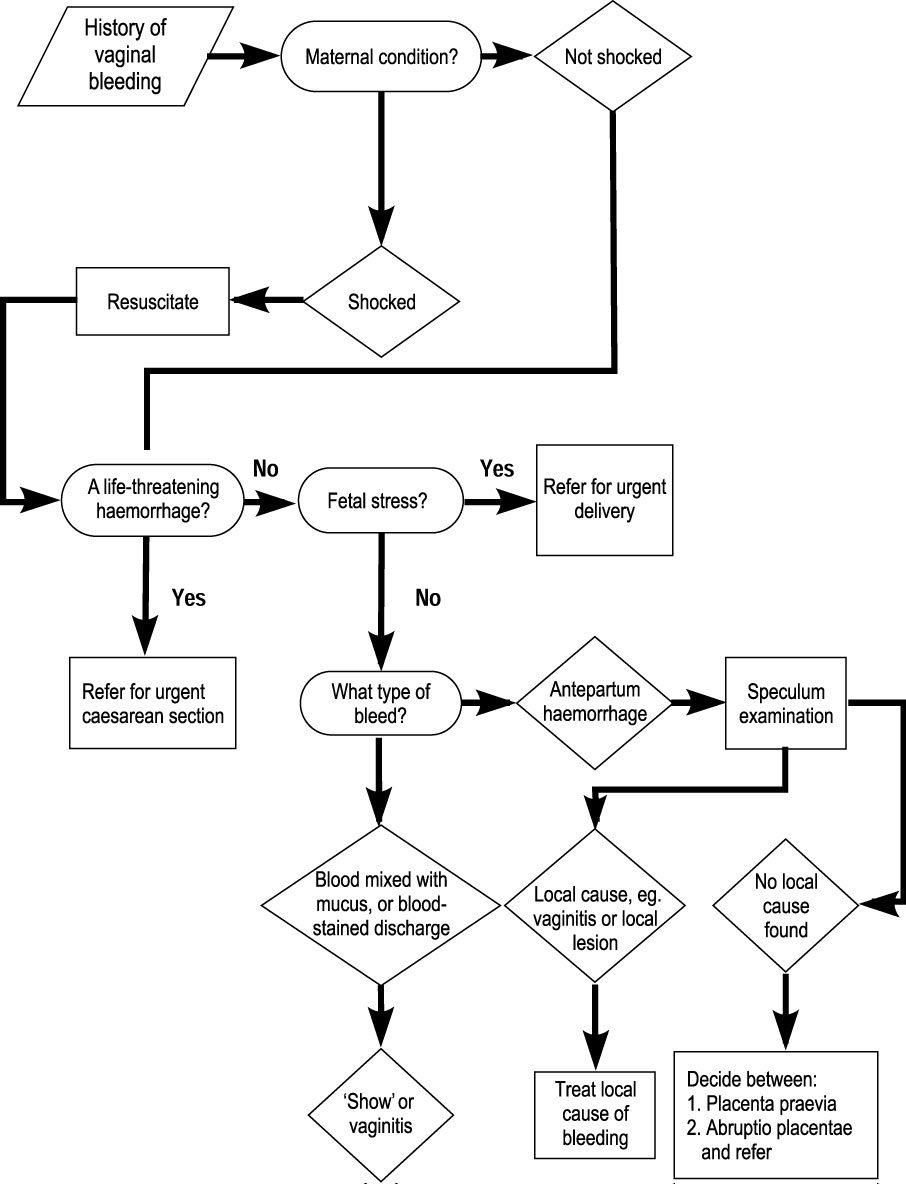 History of
vaginal
bleeding
Maternal condition?
Not shocked
Resuscitate
Shocked
A life-threatening
haemorrhage?
No
Fetal stress?
Yes
Refer for urgent
delivery
Yes
No
Refer for urgent
caesarean section
What type of
bleed?
Antepartum
haemorrhage
Speculum
examination
Blood mixed with
mucus, or blood-
stained discharge
Local cause, eg.
vaginitis or local
lesion
No local
cause
found
'Show' or
vaginitis
Treat local
cause of
bleeding
Decide between:
1. Placenta praevia
2. Abruptio placentae
and refer